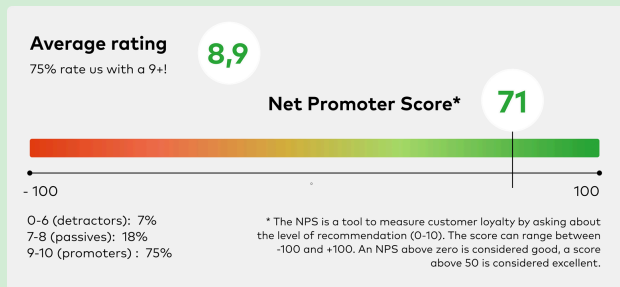 Average rating
8,9
75% rate us with a 9+!
Net Promoter Score*
71
- 100
100
0-6 (detractors): 7%
7-8 (passives): 18%
9-10 (promoters) : 75%
* The NPS is a tool to measure customer loyalty by asking about
the level of recommendation (0-10). The score can range between
-100 and +100. An NPS above zero is considered good, a score
above 50 is considered excellent.